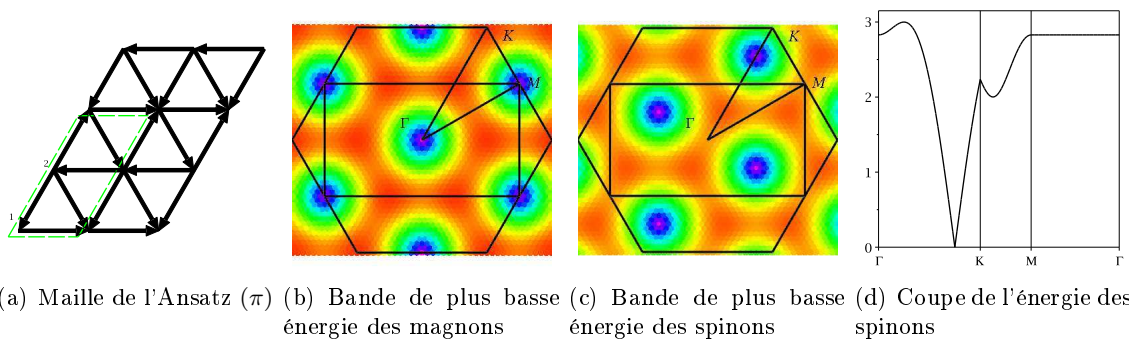 2
1
K
M
Γ
K
M
Γ
3
2
1
0
Γ K M Γ
(a) Maille de l'Ansatz (π)
(b) Bande de plus basse énergie des magnons
(c) Bande de plus basse énergie des spinons
(d) Coupe de l'énergie des spinons